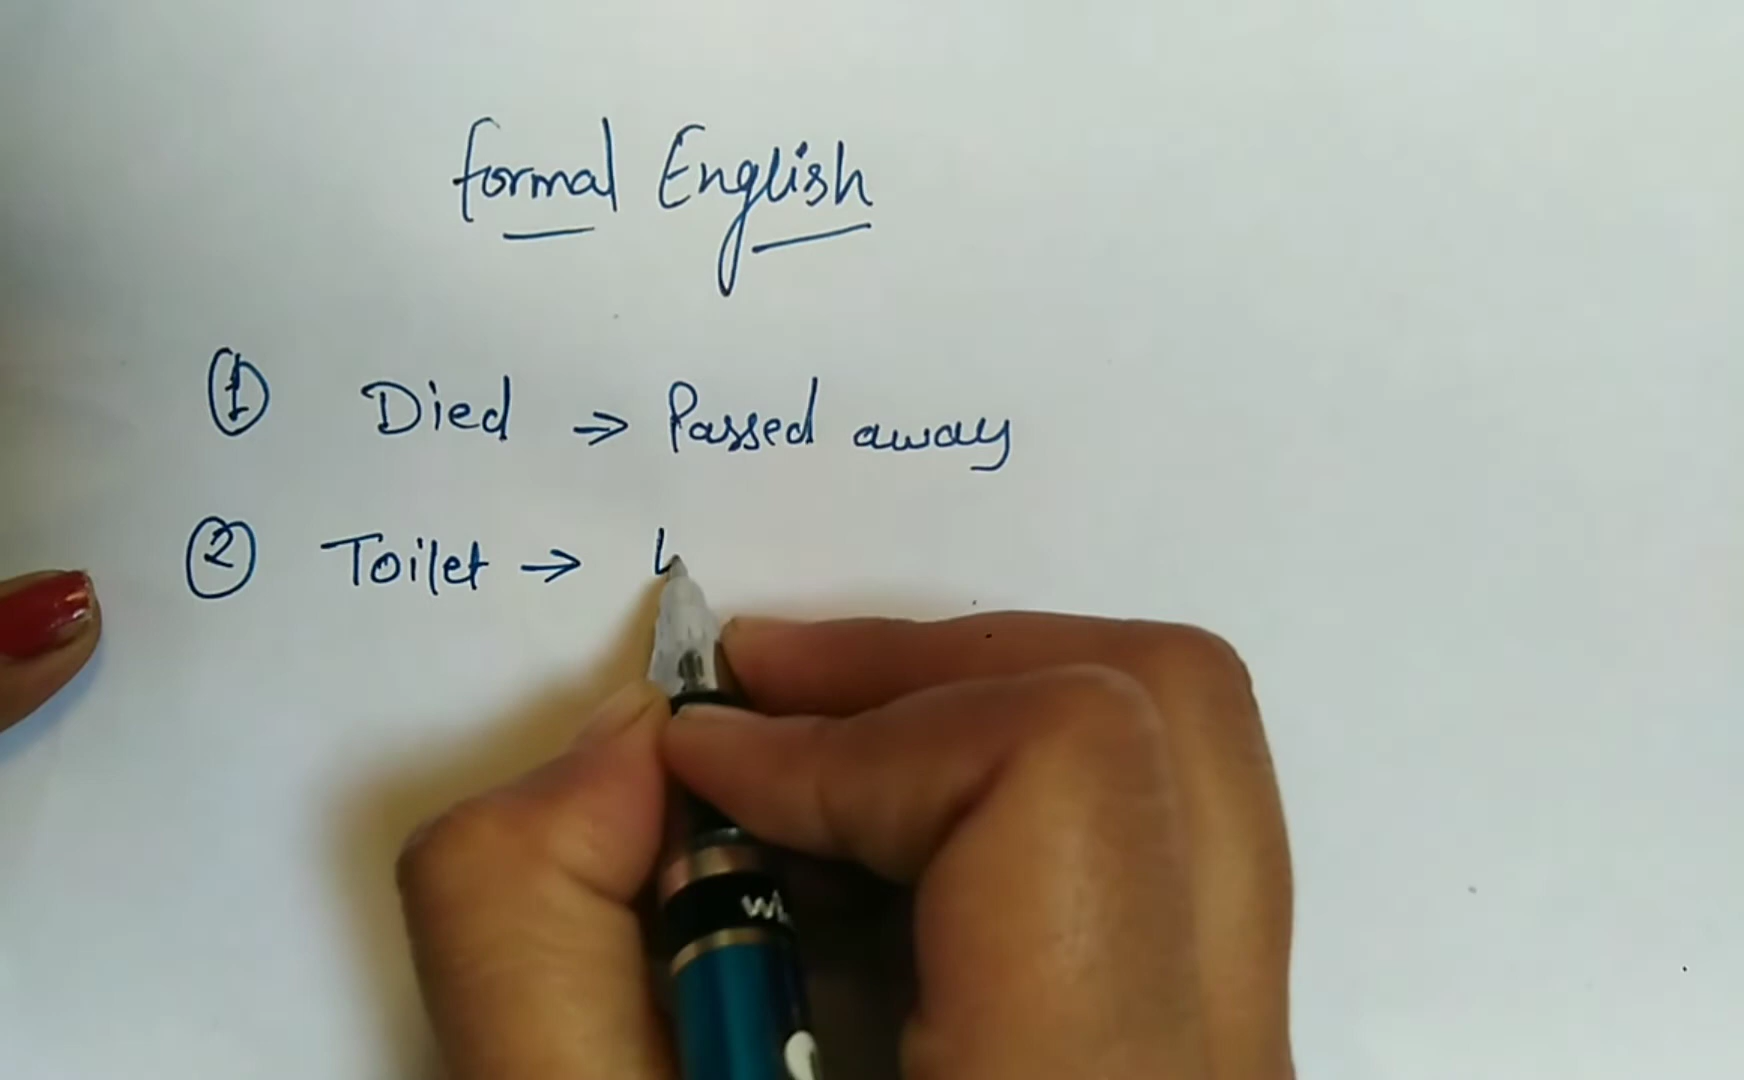 formal English
① Died → Passed away
② Toilet →